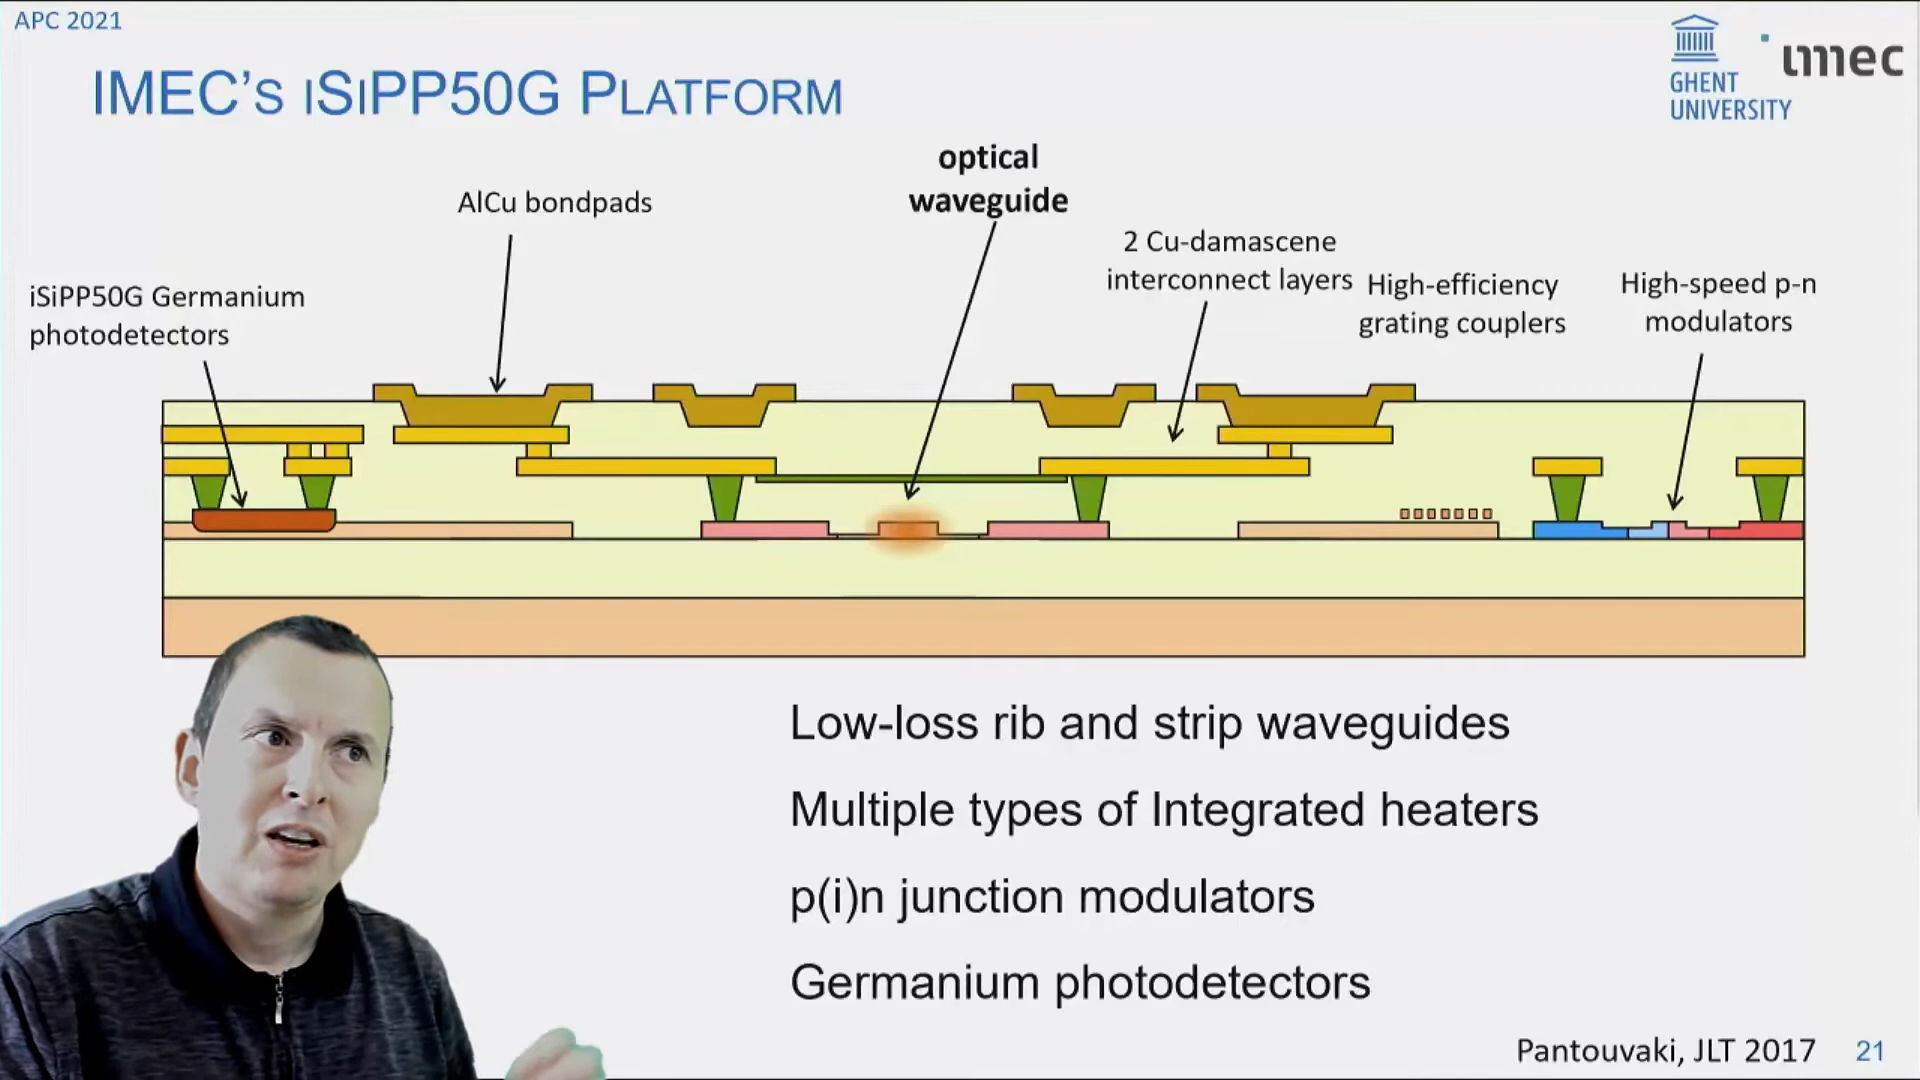 APC 2021
IMEC’s iSiPP50G Platform
GHENT
UNIVERSITY
imec
optical
waveguide
AlCu bondpads
2 Cu-damascene
interconnect layers
High-efficiency
grating couplers
High-speed p-n
modulators
iSiPP50G Germanium
photodetectors
Low-loss rib and strip waveguides
Multiple types of Integrated heaters
p(i)n junction modulators
Germanium photodetectors
Pantouvaki, JLT 2017
21